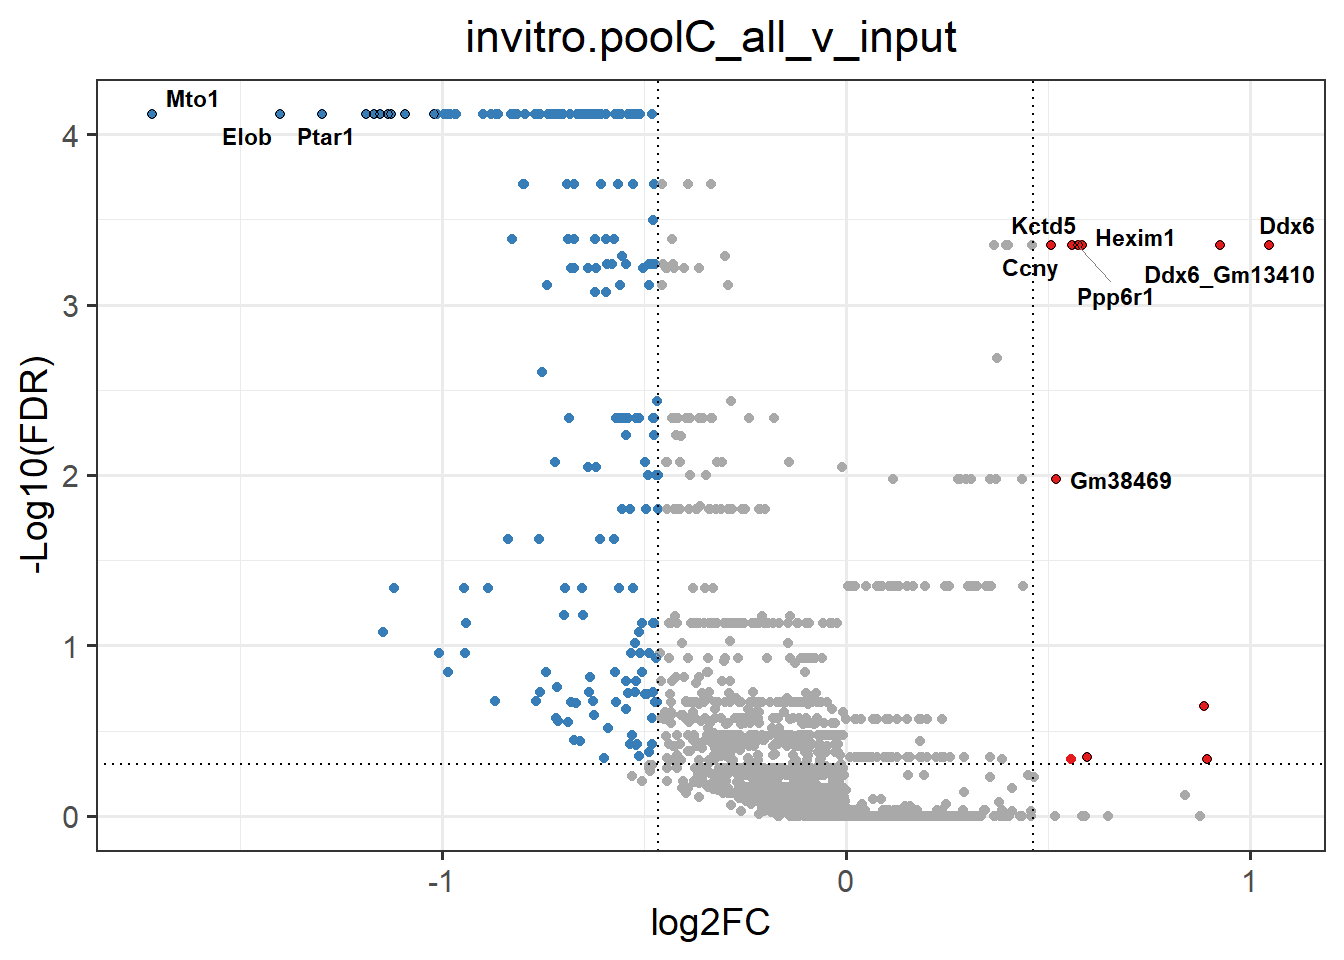 invitro.poolC_all_v_input
Mto1
Elob
Ptar1
Kctd5
Hexim1
Ddx6
Ccny
Ddx6_Gm13410
Ppp6r1
Gm38469
-Log10(FDR)
4
3
2
1
0
-1
0
1
log2FC